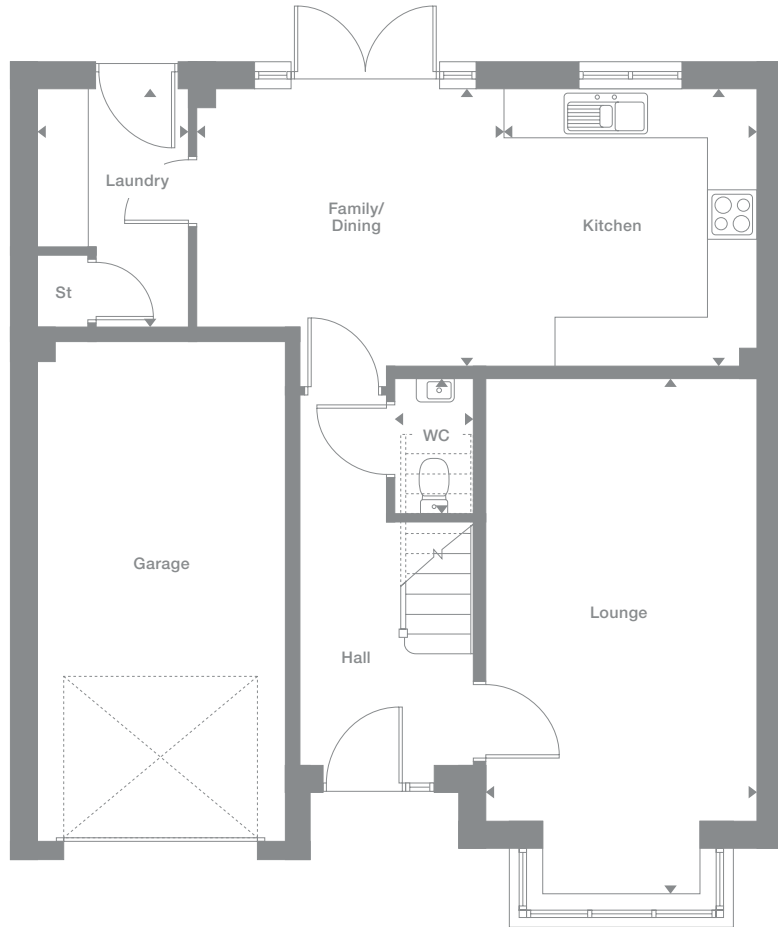 Laundry
Family/
Dining
Kitchen
St
WC
Garage
Lounge
Hall